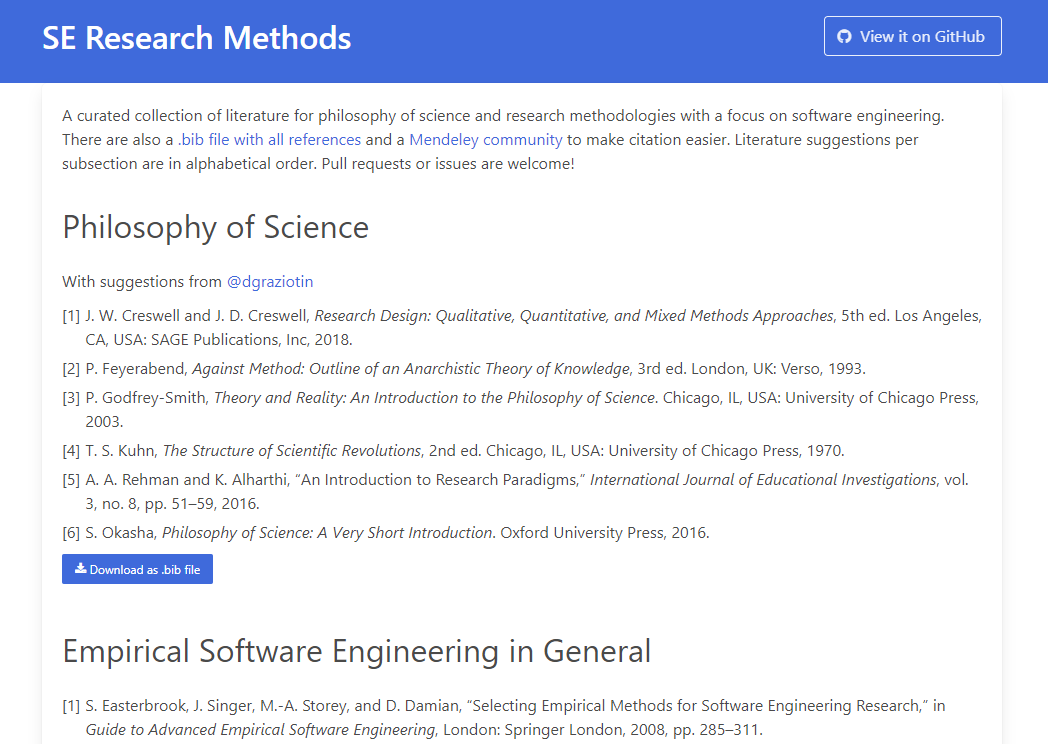 SE Research Methods
View it on GitHub
A curated collection of literature for philosophy of science and research methodologies with a focus on software engineering.
There are also a .bib file with all references and a Mendeley community to make citation easier. Literature suggestions per
subsection are in alphabetical order. Pull requests or issues are welcome!
Philosophy of Science
With suggestions from @dgraziotin
[1] J. W. Creswell and J. D. Creswell, Research Design: Qualitative, Quantitative, and Mixed Methods Approaches, 5th ed. Los Angeles,
CA, USA: SAGE Publications, Inc, 2018.
[2] P. Feyerabend, Against Method: Outline of an Anarchistic Theory of Knowledge, 3rd ed. London, UK: Verso, 1993.
[3] P. Godfrey-Smith, Theory and Reality: An Introduction to the Philosophy of Science. Chicago, IL, USA: University of Chicago Press,
2003.
[4] T. S. Kuhn, The Structure of Scientific Revolutions, 2nd ed. Chicago, IL, USA: University of Chicago Press, 1970.
[5] A. A. Rehman and K. Alharthi, “An Introduction to Research Paradigms,” International Journal of Educational Investigations, vol.
3, no. 8, pp. 51–59, 2016.
[6] S. Okasha, Philosophy of Science: A Very Short Introduction. Oxford University Press, 2016.
Download as .bib file
Empirical Software Engineering in General
[1] S. Easterbrook, J. Singer, M.-A. Storey, and D. Damian, “Selecting Empirical Methods for Software Engineering Research,” in
Guide to Advanced Empirical Software Engineering, London: Springer London, 2008, pp. 285–311.